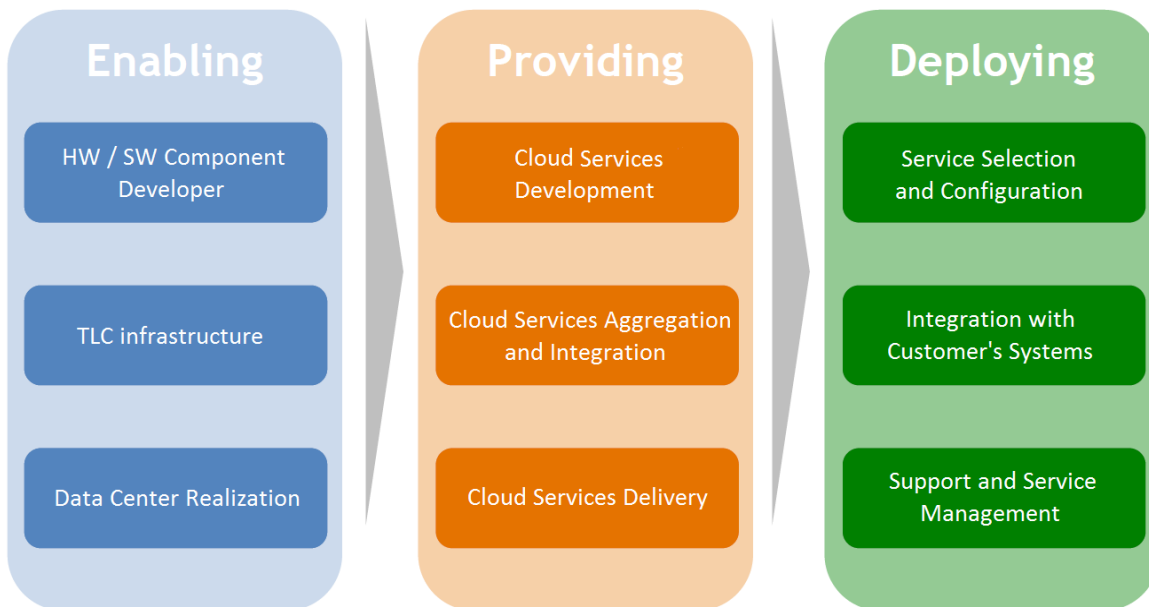 Enabling
HW / SW Component
Developer
TLC infrastructure
Data Center Realization
Providing
Cloud Services
Development
Cloud Services Aggregation
and Integration
Cloud Services Delivery
Deploying
Service Selection
and Configuration
Integration with
Customer's Systems
Support and Service
Management